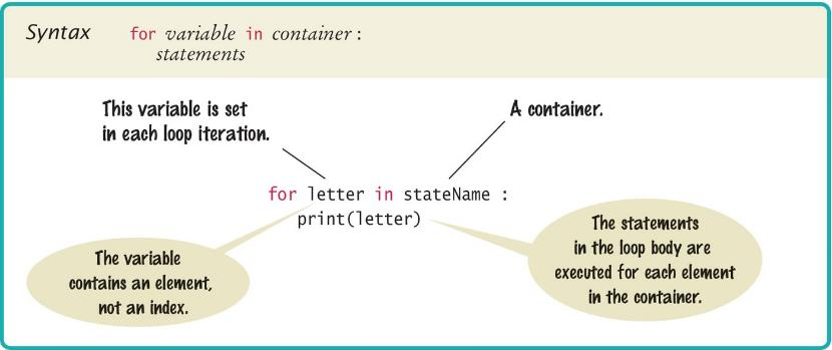 Syntax for variable in container :
statements
This variable is set
in each loop iteration.
A container.
for letter in stateName :
print(letter)
The variable
contains an element,
not an index.
The statements
in the loop body are
executed for each element
in the container.